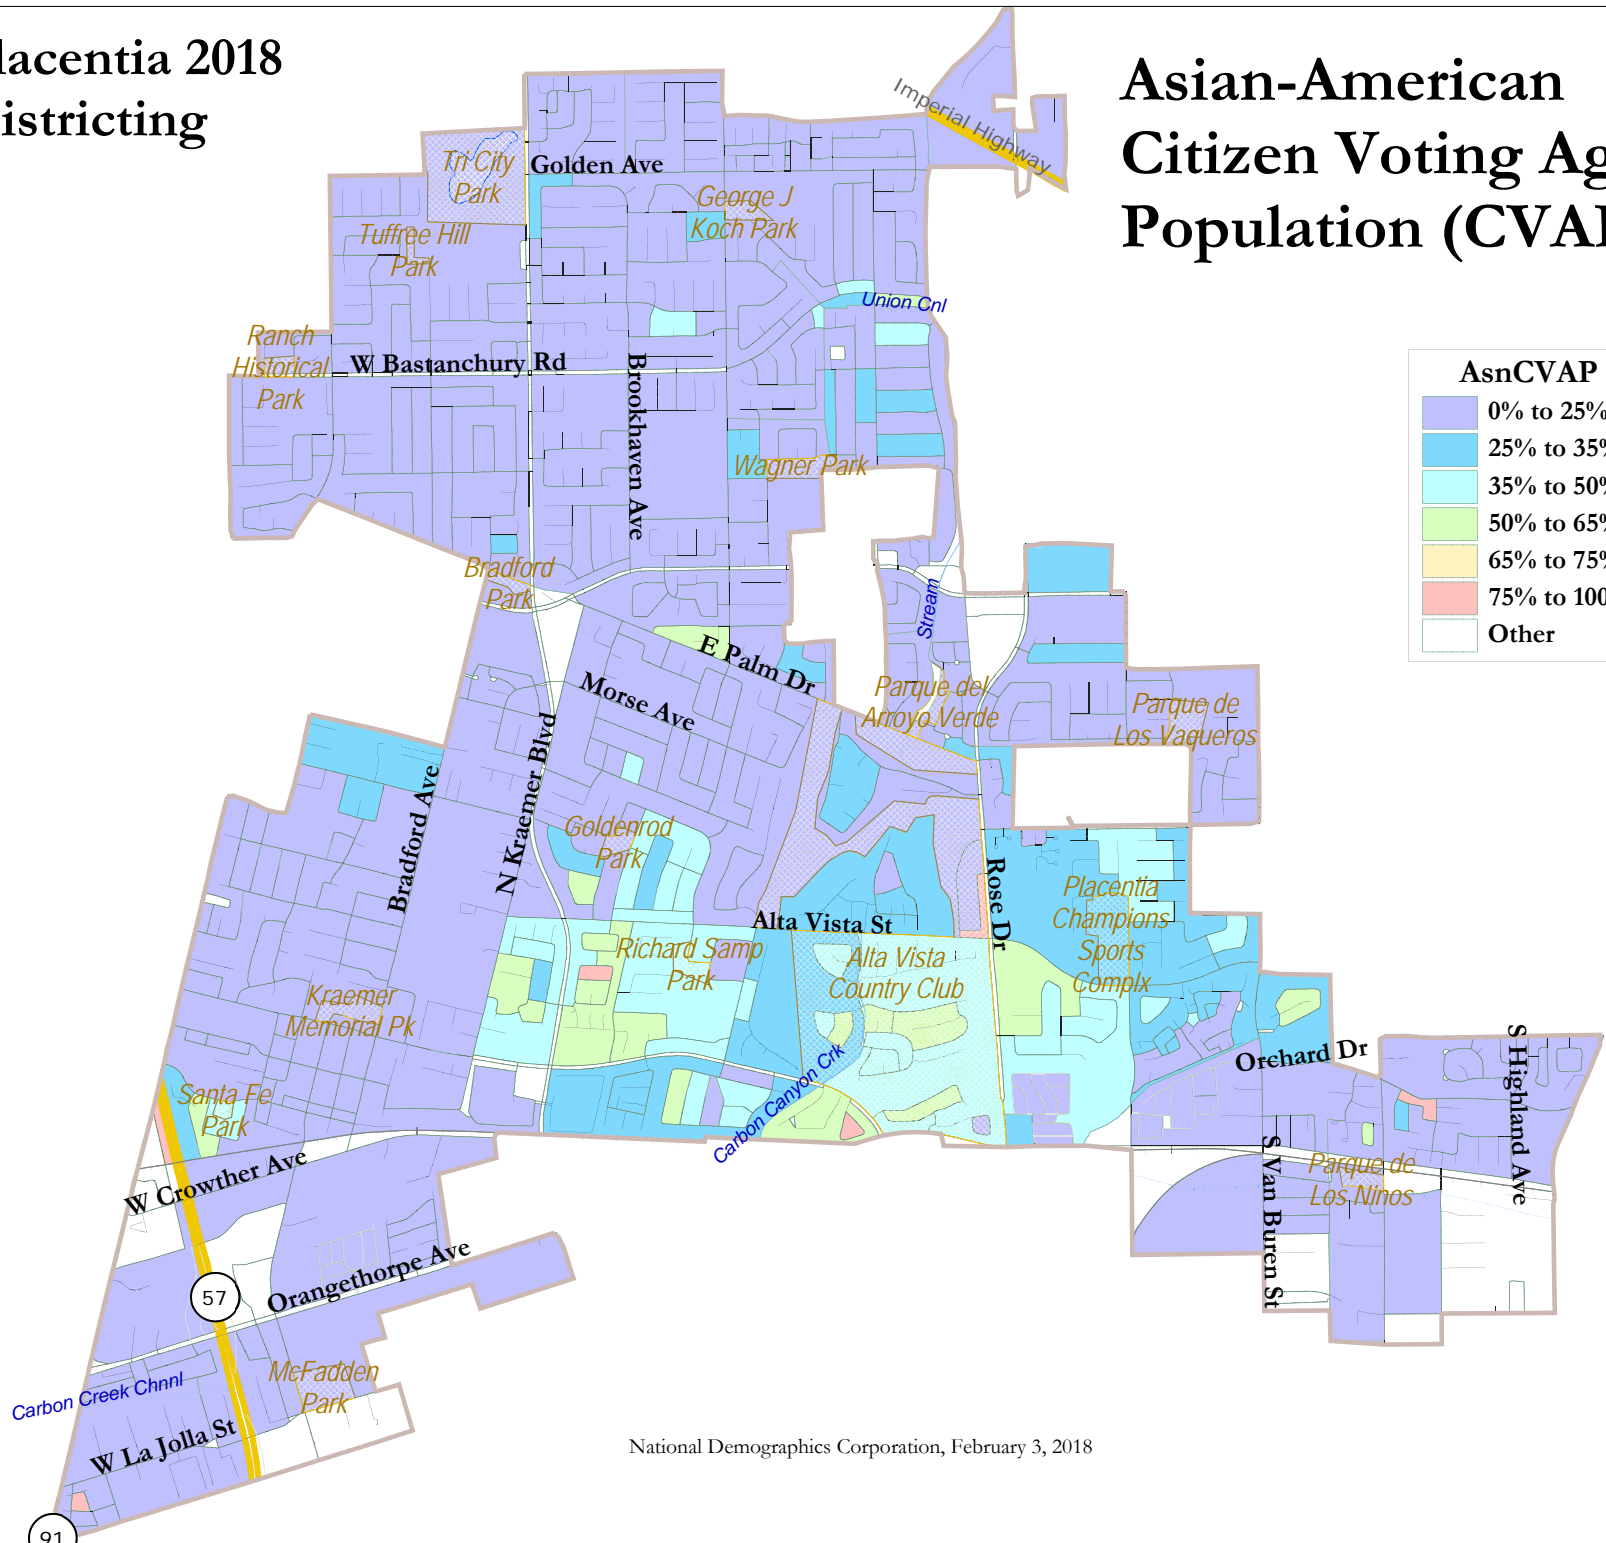 lacentia 2018
istricting
Asian-American
Citizen Voting Ag
Population (CVA
Imperial Highway
Tri City
Park
Golden Ave
George J
Koch Park
Tuffree Hill
Park
Union Cnl
Ranch
Historical
Park
W Bastanchury Rd
Brookhaven Ave
AsnCVAP
0% to 25%
25% to 35%
35% to 50%
50% to 65%
65% to 75%
75% to 100
Other
Wagner Park
Bradford
Park
Stream
E Palm Dr
Morse Ave
Parque del
Arroyo Verde
Parque de
Los Vaqueros
N Kraemer Blvd
Bradford Ave
Goldenrod
Park
Rose Dr
Placentia
Champions
Sports
Complx
Alta Vista St
Richard Samp
Park
Alta Vista
Country Club
Kraemer
Memorial Pk
Carbon Canyon Crk
Orchard Dr
S Highland Ave
Santa Fe
Park
W Crowther Ave
S Van Buren St
Parque de
Los Ninos
Orangethorpe Ave
57
McFadden
Park
Carbon Creek Chnnl
W La Jolla St
National Demographics Corporation, February 3, 2018
91